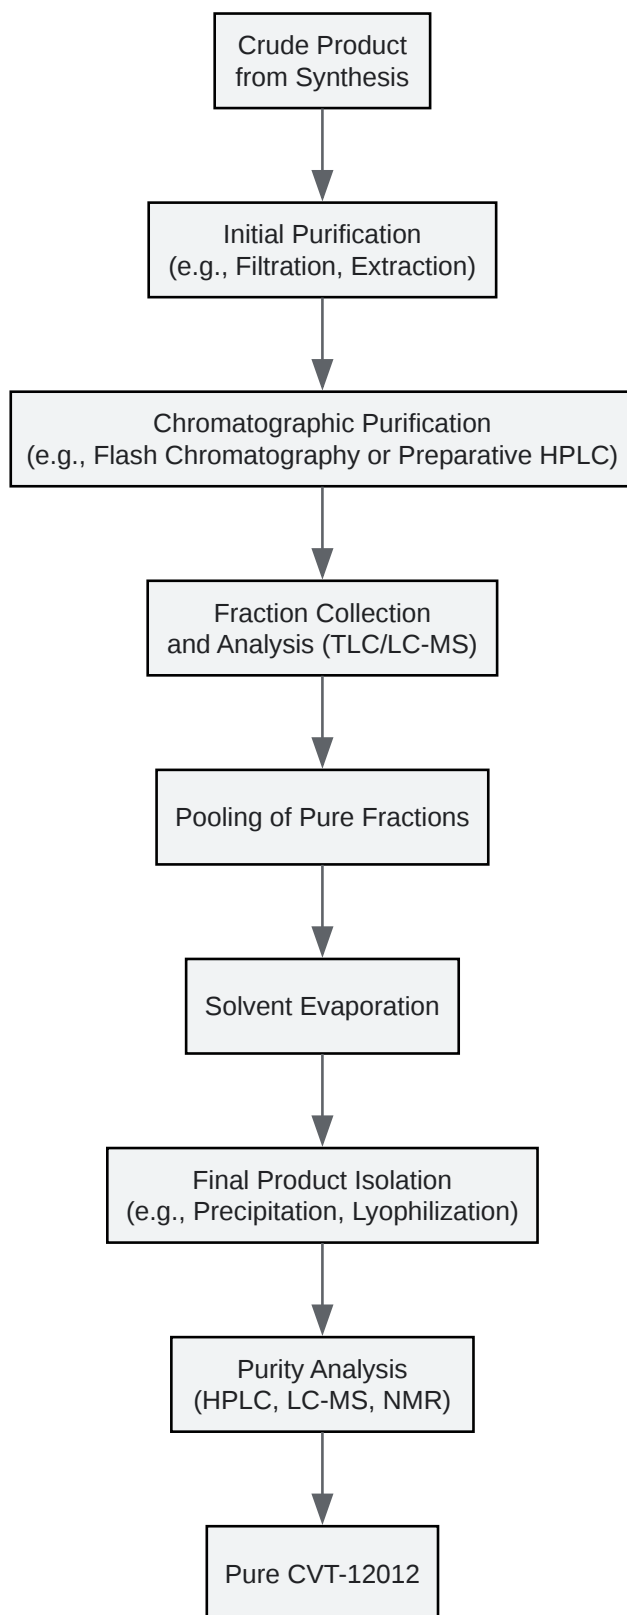 Crude Product
from Synthesis
Initial Purification
(e.g., Filtration, Extraction)
Chromatographic Purification
(e.g., Flash Chromatography or Preparative HPLC)
Fraction Collection
and Analysis (TLC/LC-MS)
Pooling of Pure Fractions
Solvent Evaporation
Final Product Isolation
(e.g., Precipitation, Lyophilization)
Purity Analysis
(HPLC, LC-MS, NMR)
Pure CVT-12012